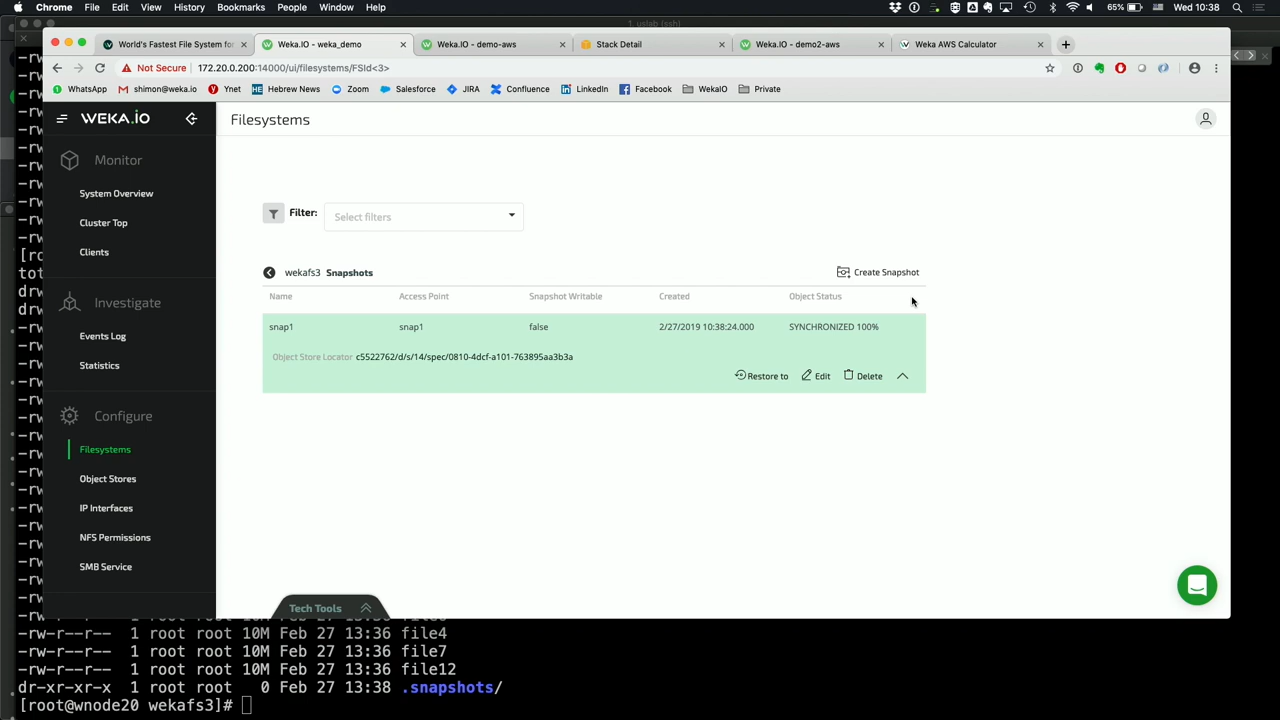 Chrome File Edit View History Bookmarks People Window Help 65% Wed 10:38
1. uslab (ssh)
World's Fastest File System for Weka.IO - weka_demo Weka.IO - demo-aws Stack Detail Weka.IO - demo2-aws Weka AWS Calculator
Not Secure 172.20.0.200:14000/ui/filesystems/FSId<3>
WhatsApp shimon@weka.io Ynet Hebrew News Zoom Salesforce JIRA Confluence LinkedIn Facebook WekaIO Private
WEKA.IO
Filesystems
Monitor
System Overview
Cluster Top
Clients
Investigate
Events Log
Statistics
Configure
Filesystems
Object Stores
IP Interfaces
NFS Permissions
SMB Service
Filter: Select filters
wekafs3 Snapshots Create Snapshot
Name Access Point Snapshot Writable Created Object Status
snap1 snap1 false 2/27/2019 10:38:24.000 SYNCHRONIZED 100%
Object Store Locator c5522762/d/s/14/spec/0810-4dcf-a101-763895aa3b3a
Restore to Edit Delete
Tech Tools
-rw-r--r-- 1 root root 10M Feb 27 13:36 file4
-rw-r--r-- 1 root root 10M Feb 27 13:36 file7
-rw-r--r-- 1 root root 10M Feb 27 13:36 file12
dr-xr-xr-x 1 root root 0 Feb 27 13:38 .snapshots/
[root@wnode20 wekafs3]#